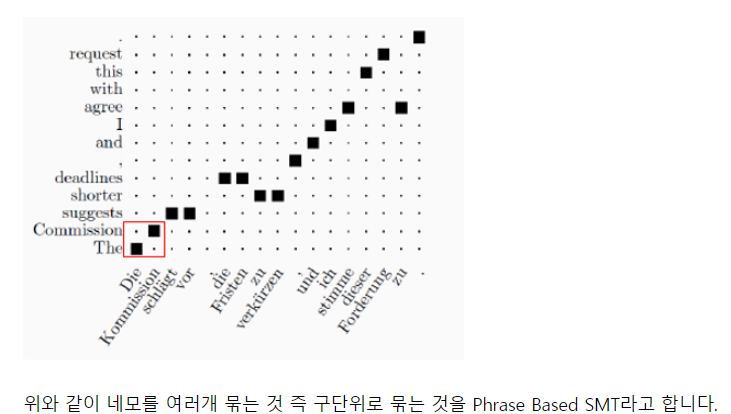 .
request
this
with
agree
I
and
,
deadlines
shorter
suggests
Commission
The
Die
Kommission
schlägt
vor
,
die
Fristen
zu
verkürzen
,
und
ich
stimme
dieser
Forderung
zu
.
위와 같이 네모를 여러개 묶는 것 즉 구단위로 묶는 것을 Phrase Based SMT라고 합니다.